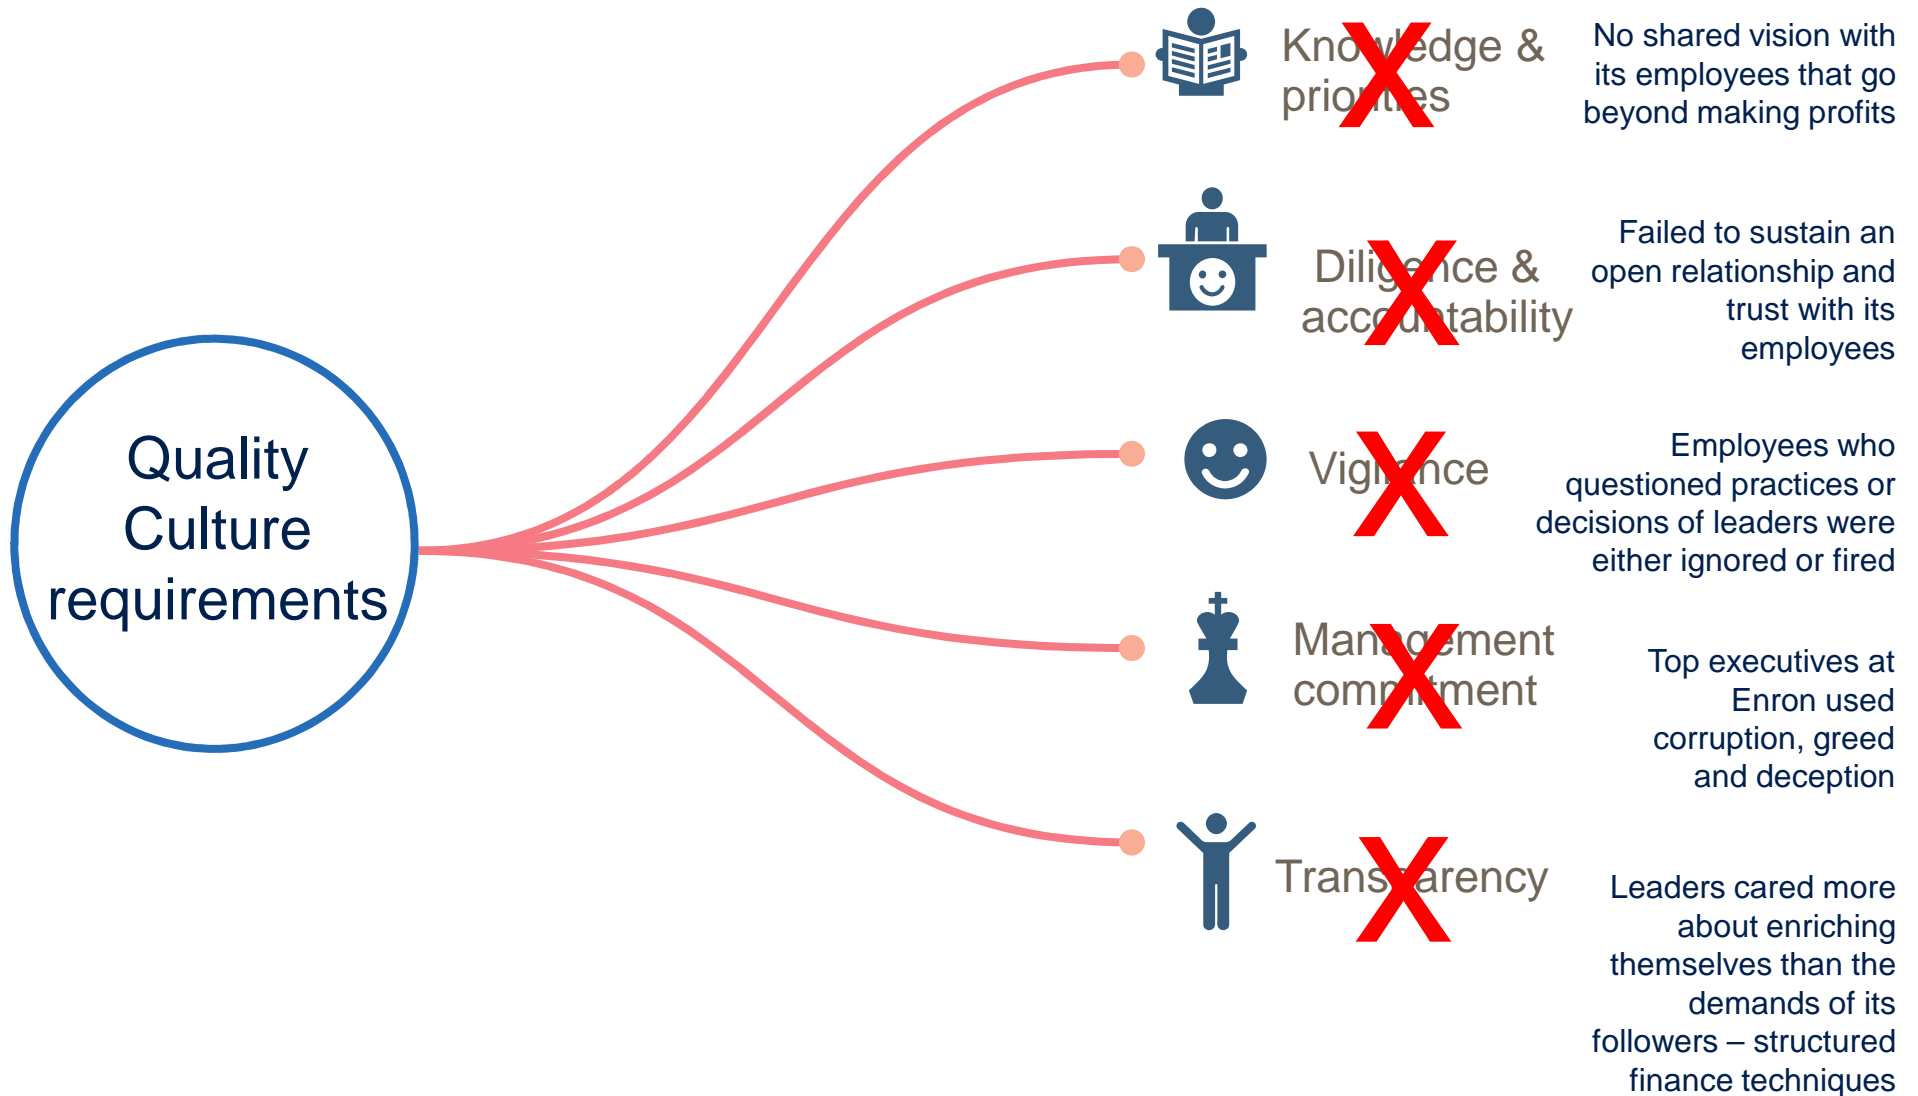 Quality
Culture
requirements
Knowledge &
priorities
X
No shared vision with
its employees that go
beyond making profits
Diligence &
accountability
X
Failed to sustain an
open relationship and
trust with its
employees
Vigilance
X
Employees who
questioned practices or
decisions of leaders were
either ignored or fired
Management
commitment
X
Top executives at
Enron used
corruption, greed
and deception
Transparency
X
Leaders cared more
about enriching
themselves than the
demands of its
followers – structured
finance techniques